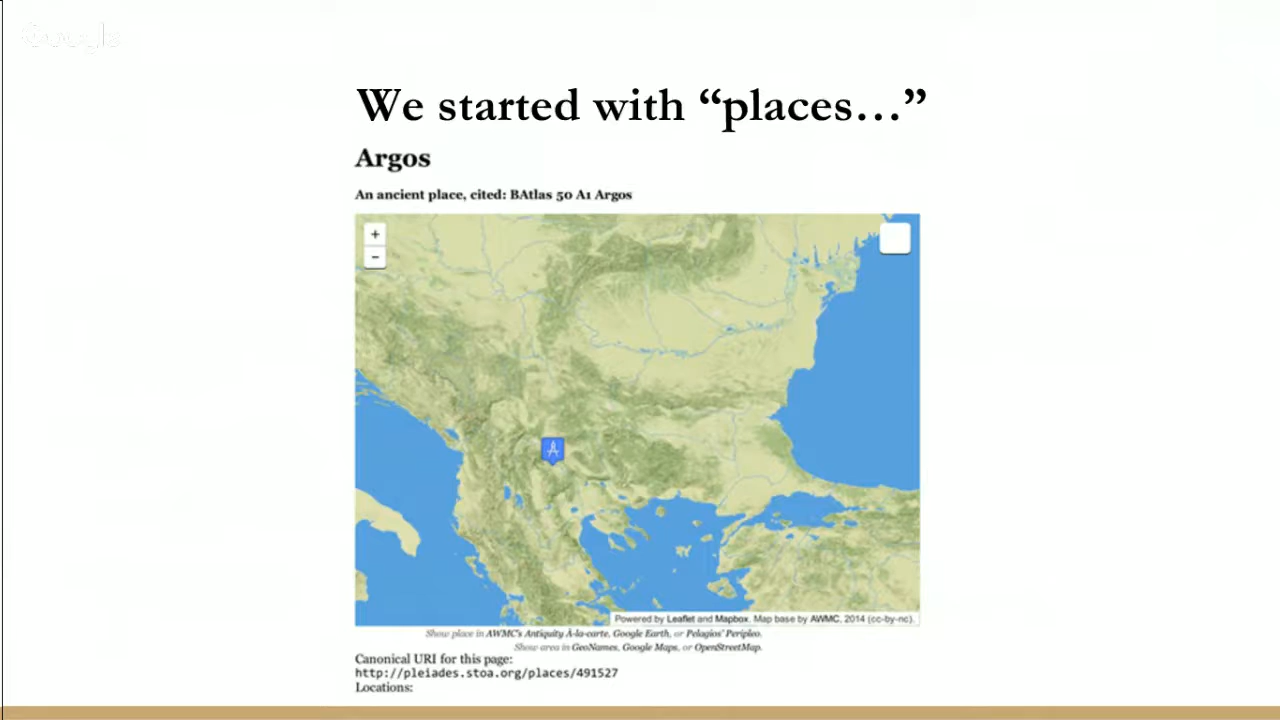 Google
We started with “places…”
Argos
An ancient place, cited: BAtlas 50 A1 Argos
+
−
Powered by Leaflet and Mapbox. Map base by AWMC, 2014 (cc-by-nc).
Show place in AWMC's Antiquity À-la-carte, Google Earth, or Pelagios' Peripleo.
Show area in GeoNames, Google Maps, or OpenStreetMap.
Canonical URI for this page:
http://pleiades.stoa.org/places/491527
Locations: